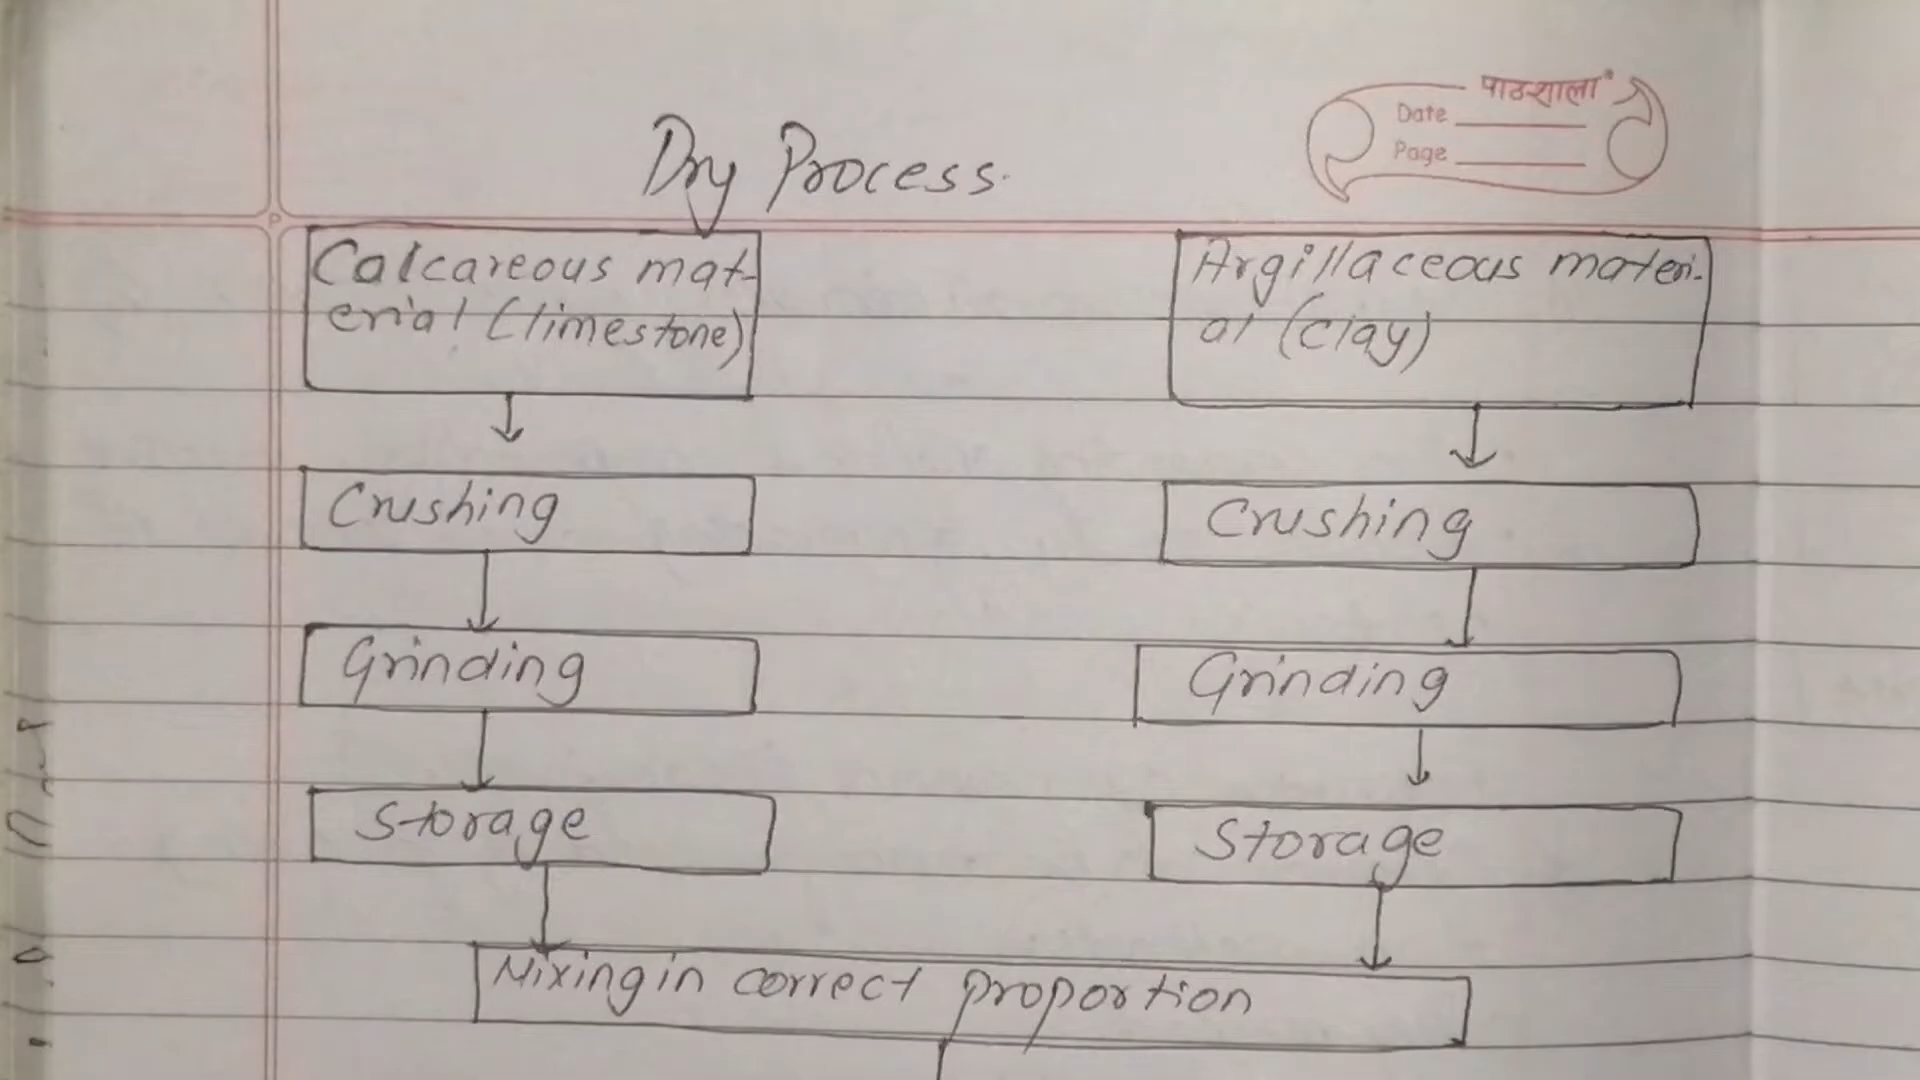 पाठशाला
Date
Page
Dry Process.
Calcareous mat-
erial (limestone)
Argillaceous materi-
al (clay)
Crushing
Crushing
Grinding
Grinding
Storage
Storage
Mixing in correct proportion